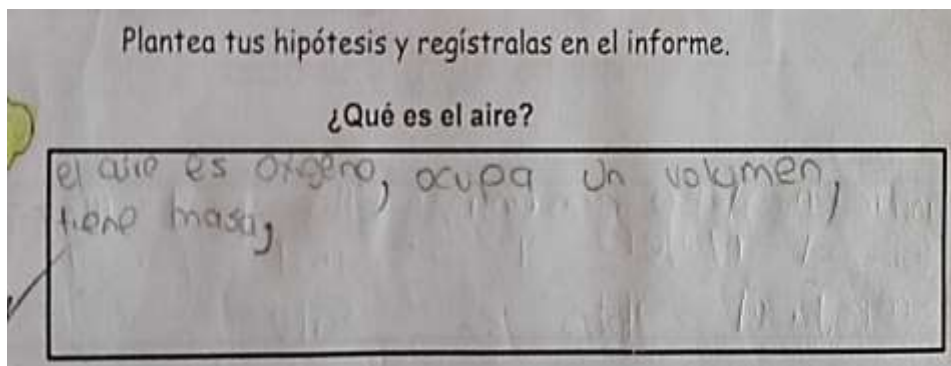 Plantea tus hipótesis y regístralas en el informe.
¿Qué es el aire?
el aire es oxigeno, ocupa un volumen,
tiene masa,